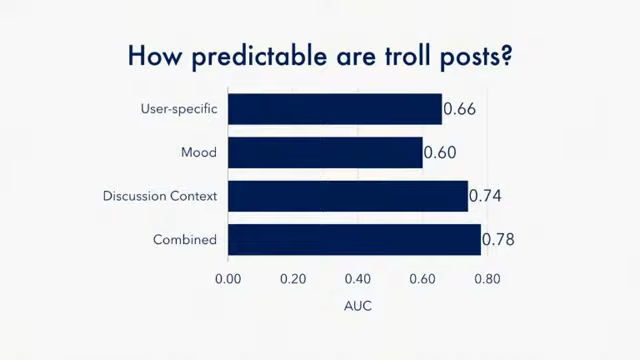 How predictable are troll posts?
User-specific 0.66
Mood 0.60
Discussion Context 0.74
Combined 0.78
0.00 0.20 0.40 0.60 0.80
AUC